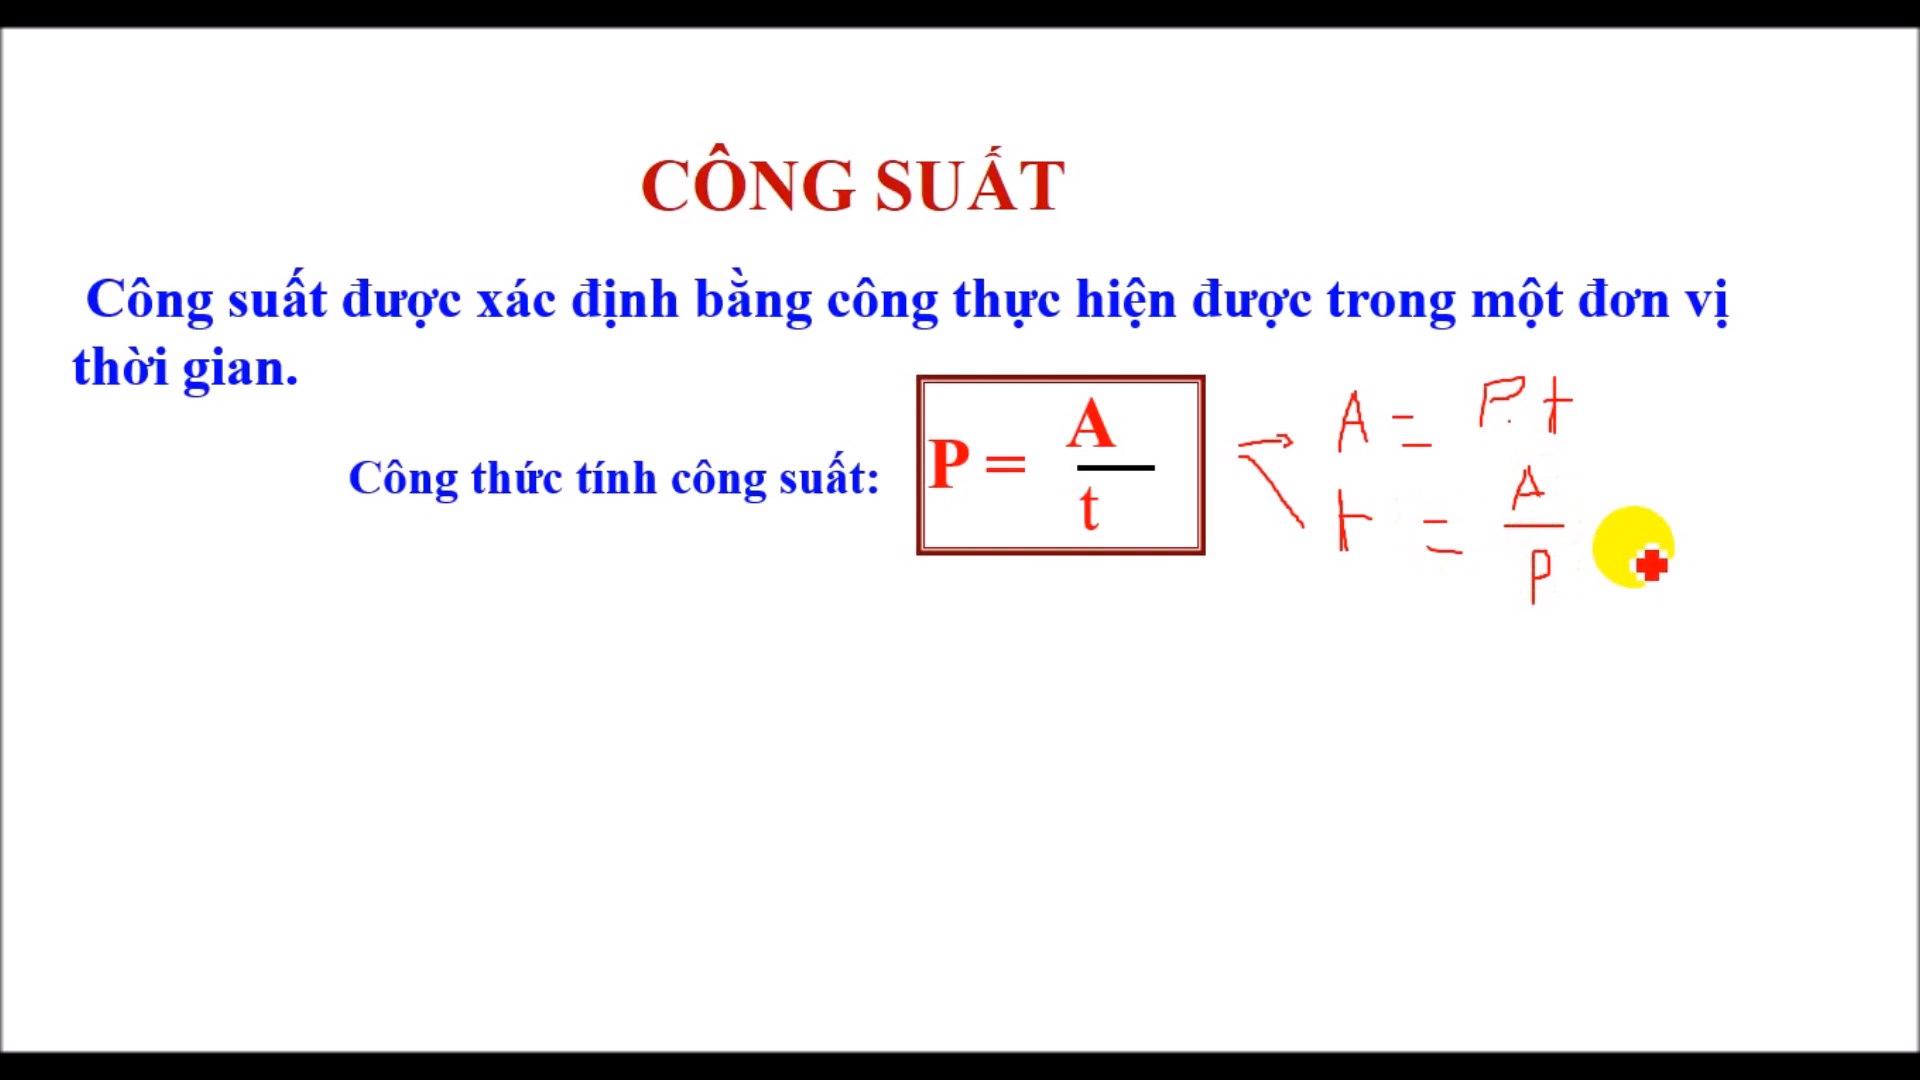 CÔNG SUẤT
Công suất được xác định bằng công thực hiện được trong một đơn vị
thời gian.
Công thức tính công suất:
P = A
t
A = P.t
t = A
P